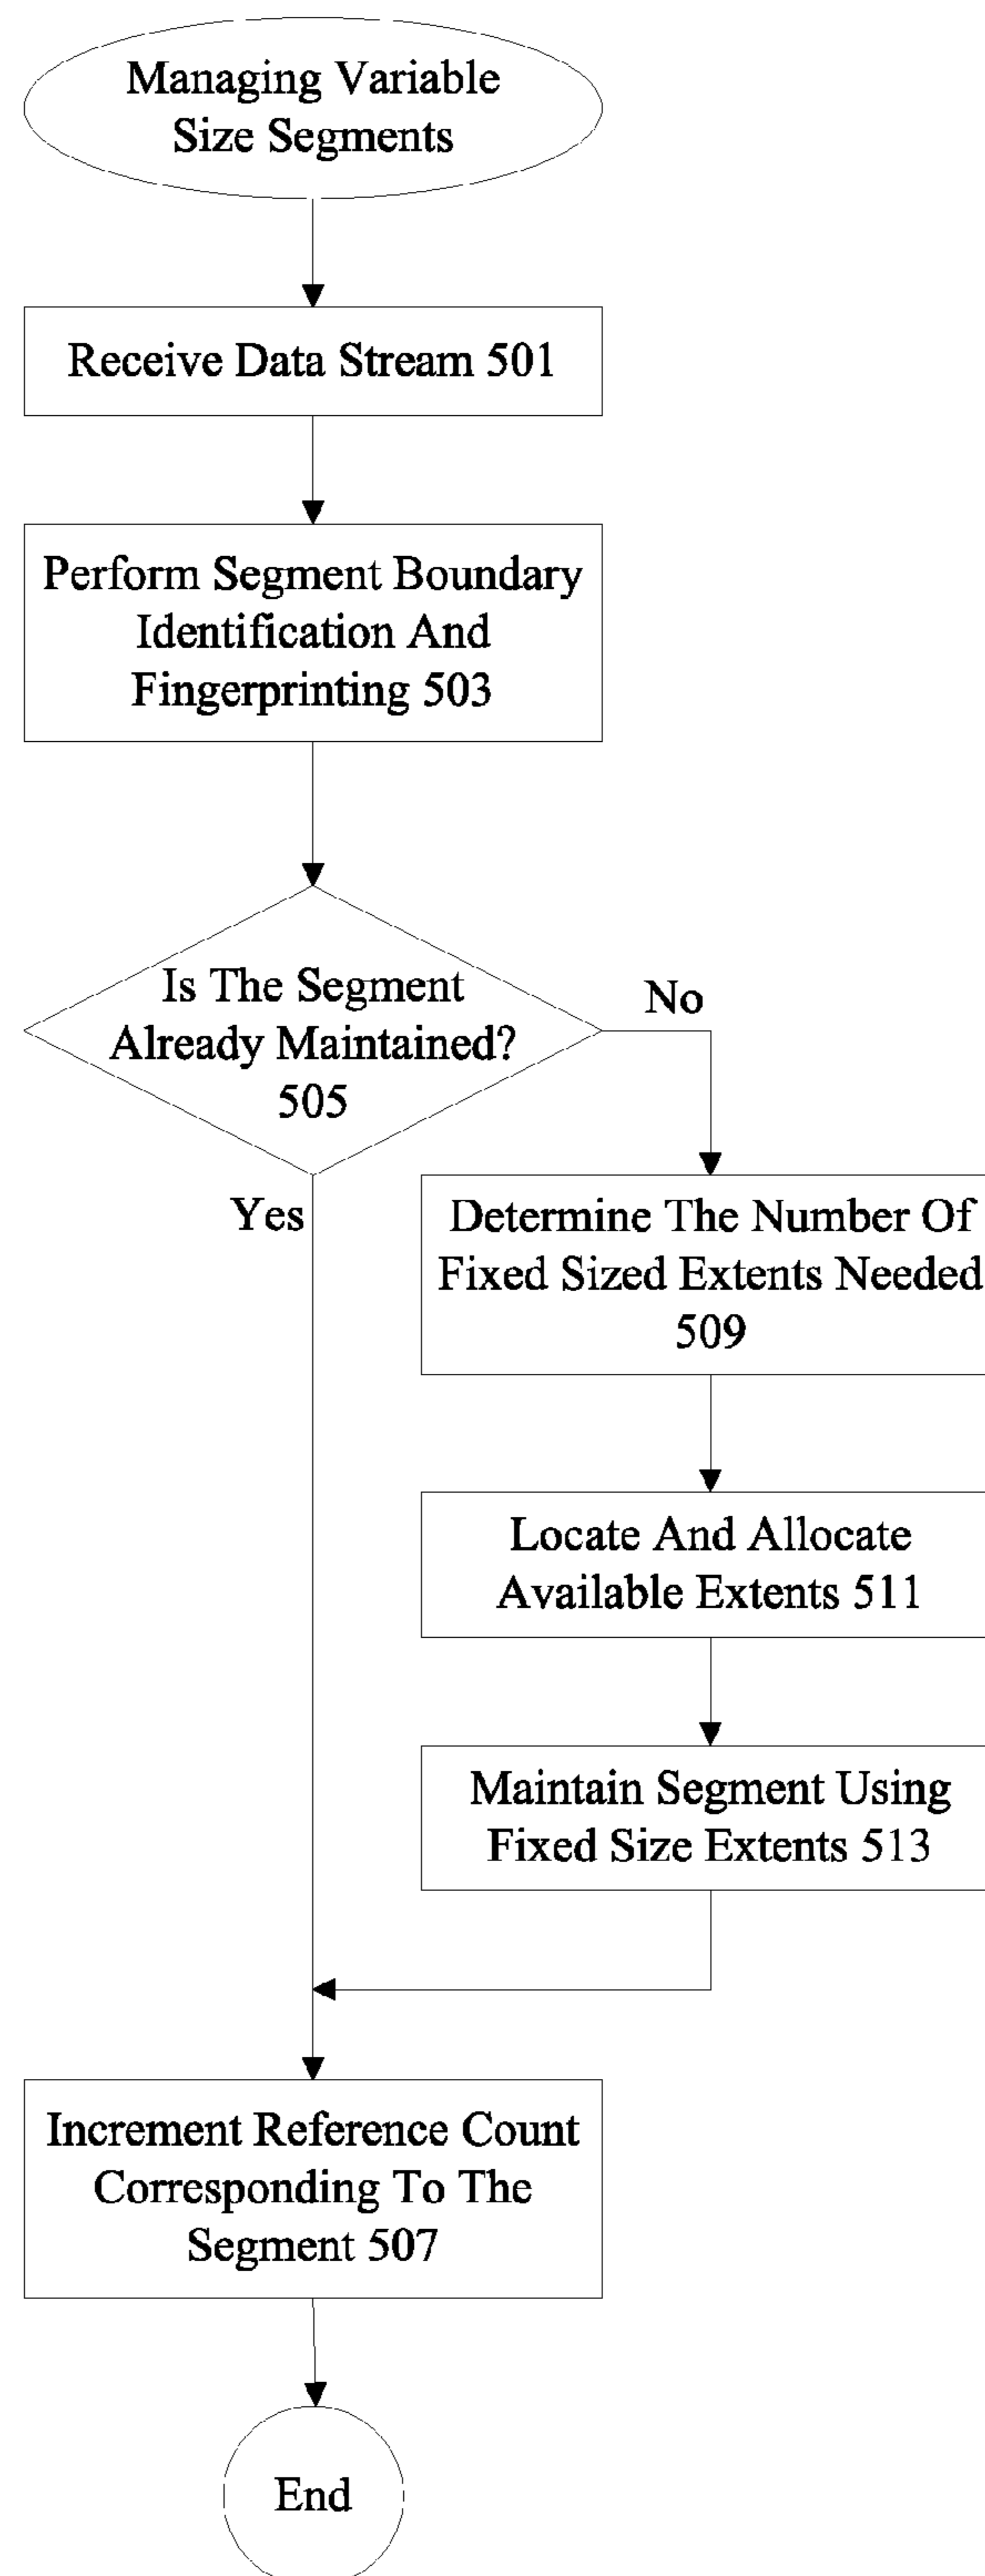 Managing Variable
Size Segments
Receive Data Stream 501
Perform Segment Boundary
Identification And
Fingerprinting 503
Is The Segment
Already Maintained?
505
No
Yes
Determine The Number Of
Fixed Sized Extents Needed
509
Locate And Allocate
Available Extents 511
Maintain Segment Using
Fixed Size Extents 513
Increment Reference Count
Corresponding To The
Segment 507
End